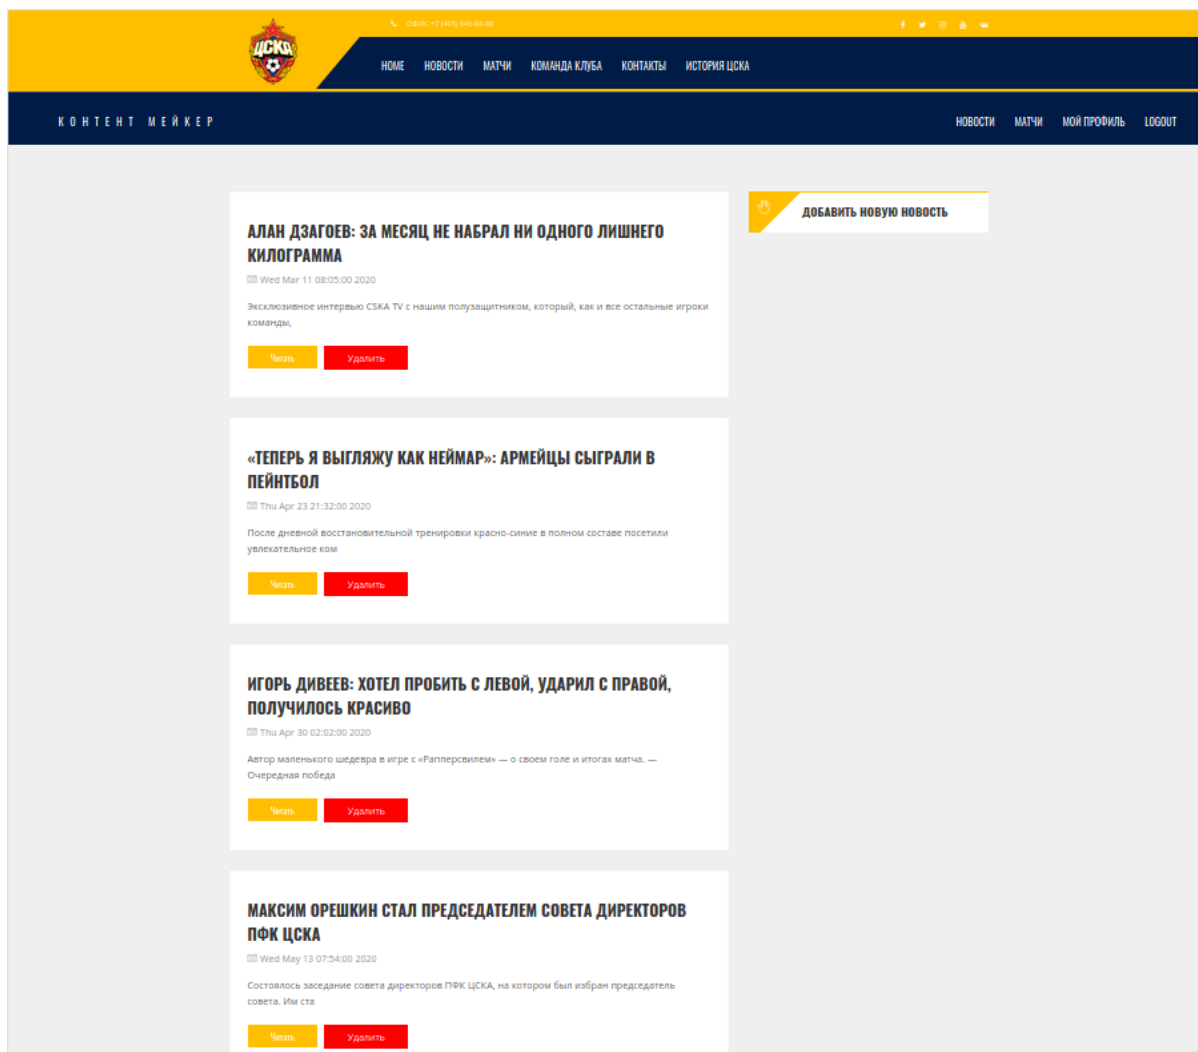 ОФИС +7 (495) 646-88-88
ЦСКА
HOME НОВОСТИ МАТЧИ КОМАНДА КЛУБА КОНТАКТЫ ИСТОРИЯ ЦСКА
КОНТЕНТ МЕЙКЕР
НОВОСТИ МАТЧИ МОЙ ПРОФИЛЬ LOGOUT
АЛАН ДЗАГОЕВ: ЗА МЕСЯЦ НЕ НАБРАЛ НИ ОДНОГО ЛИШНЕГО
КИЛОГРАММА
Wed Mar 11 08:05:00 2020
Эксклюзивное интервью CSKA TV с нашим полузащитником, который, как и все остальные игроки
команды,
Читать Удалить
ДОБАВИТЬ НОВУЮ НОВОСТЬ
«ТЕПЕРЬ Я ВЫГЛЯЖУ КАК НЕЙМАР»: АРМЕЙЦЫ СЫГРАЛИ В
ПЕЙНТБОЛ
Thu Apr 23 21:32:00 2020
После дневной восстановительной тренировки красно-синие в полном составе посетили
увлекательное ком
Читать Удалить
ИГОРЬ ДИВЕЕВ: ХОТЕЛ ПРОБИТЬ С ЛЕВОЙ, УДАРИЛ С ПРАВОЙ,
ПОЛУЧИЛОСЬ КРАСИВО
Thu Apr 30 02:02:00 2020
Автор маленького шедевра в игре с «Рапперсвилем» — о своем голе и итогах матча. —
Очередная победа
Читать Удалить
МАКСИМ ОРЕШКИН СТАЛ ПРЕДСЕДАТЕЛЕМ СОВЕТА ДИРЕКТОРОВ
ПФК ЦСКА
Wed May 13 07:54:00 2020
Состоялось заседание совета директоров ПФК ЦСКА, на котором был избран председатель
совета. Им ста
Читать Удалить